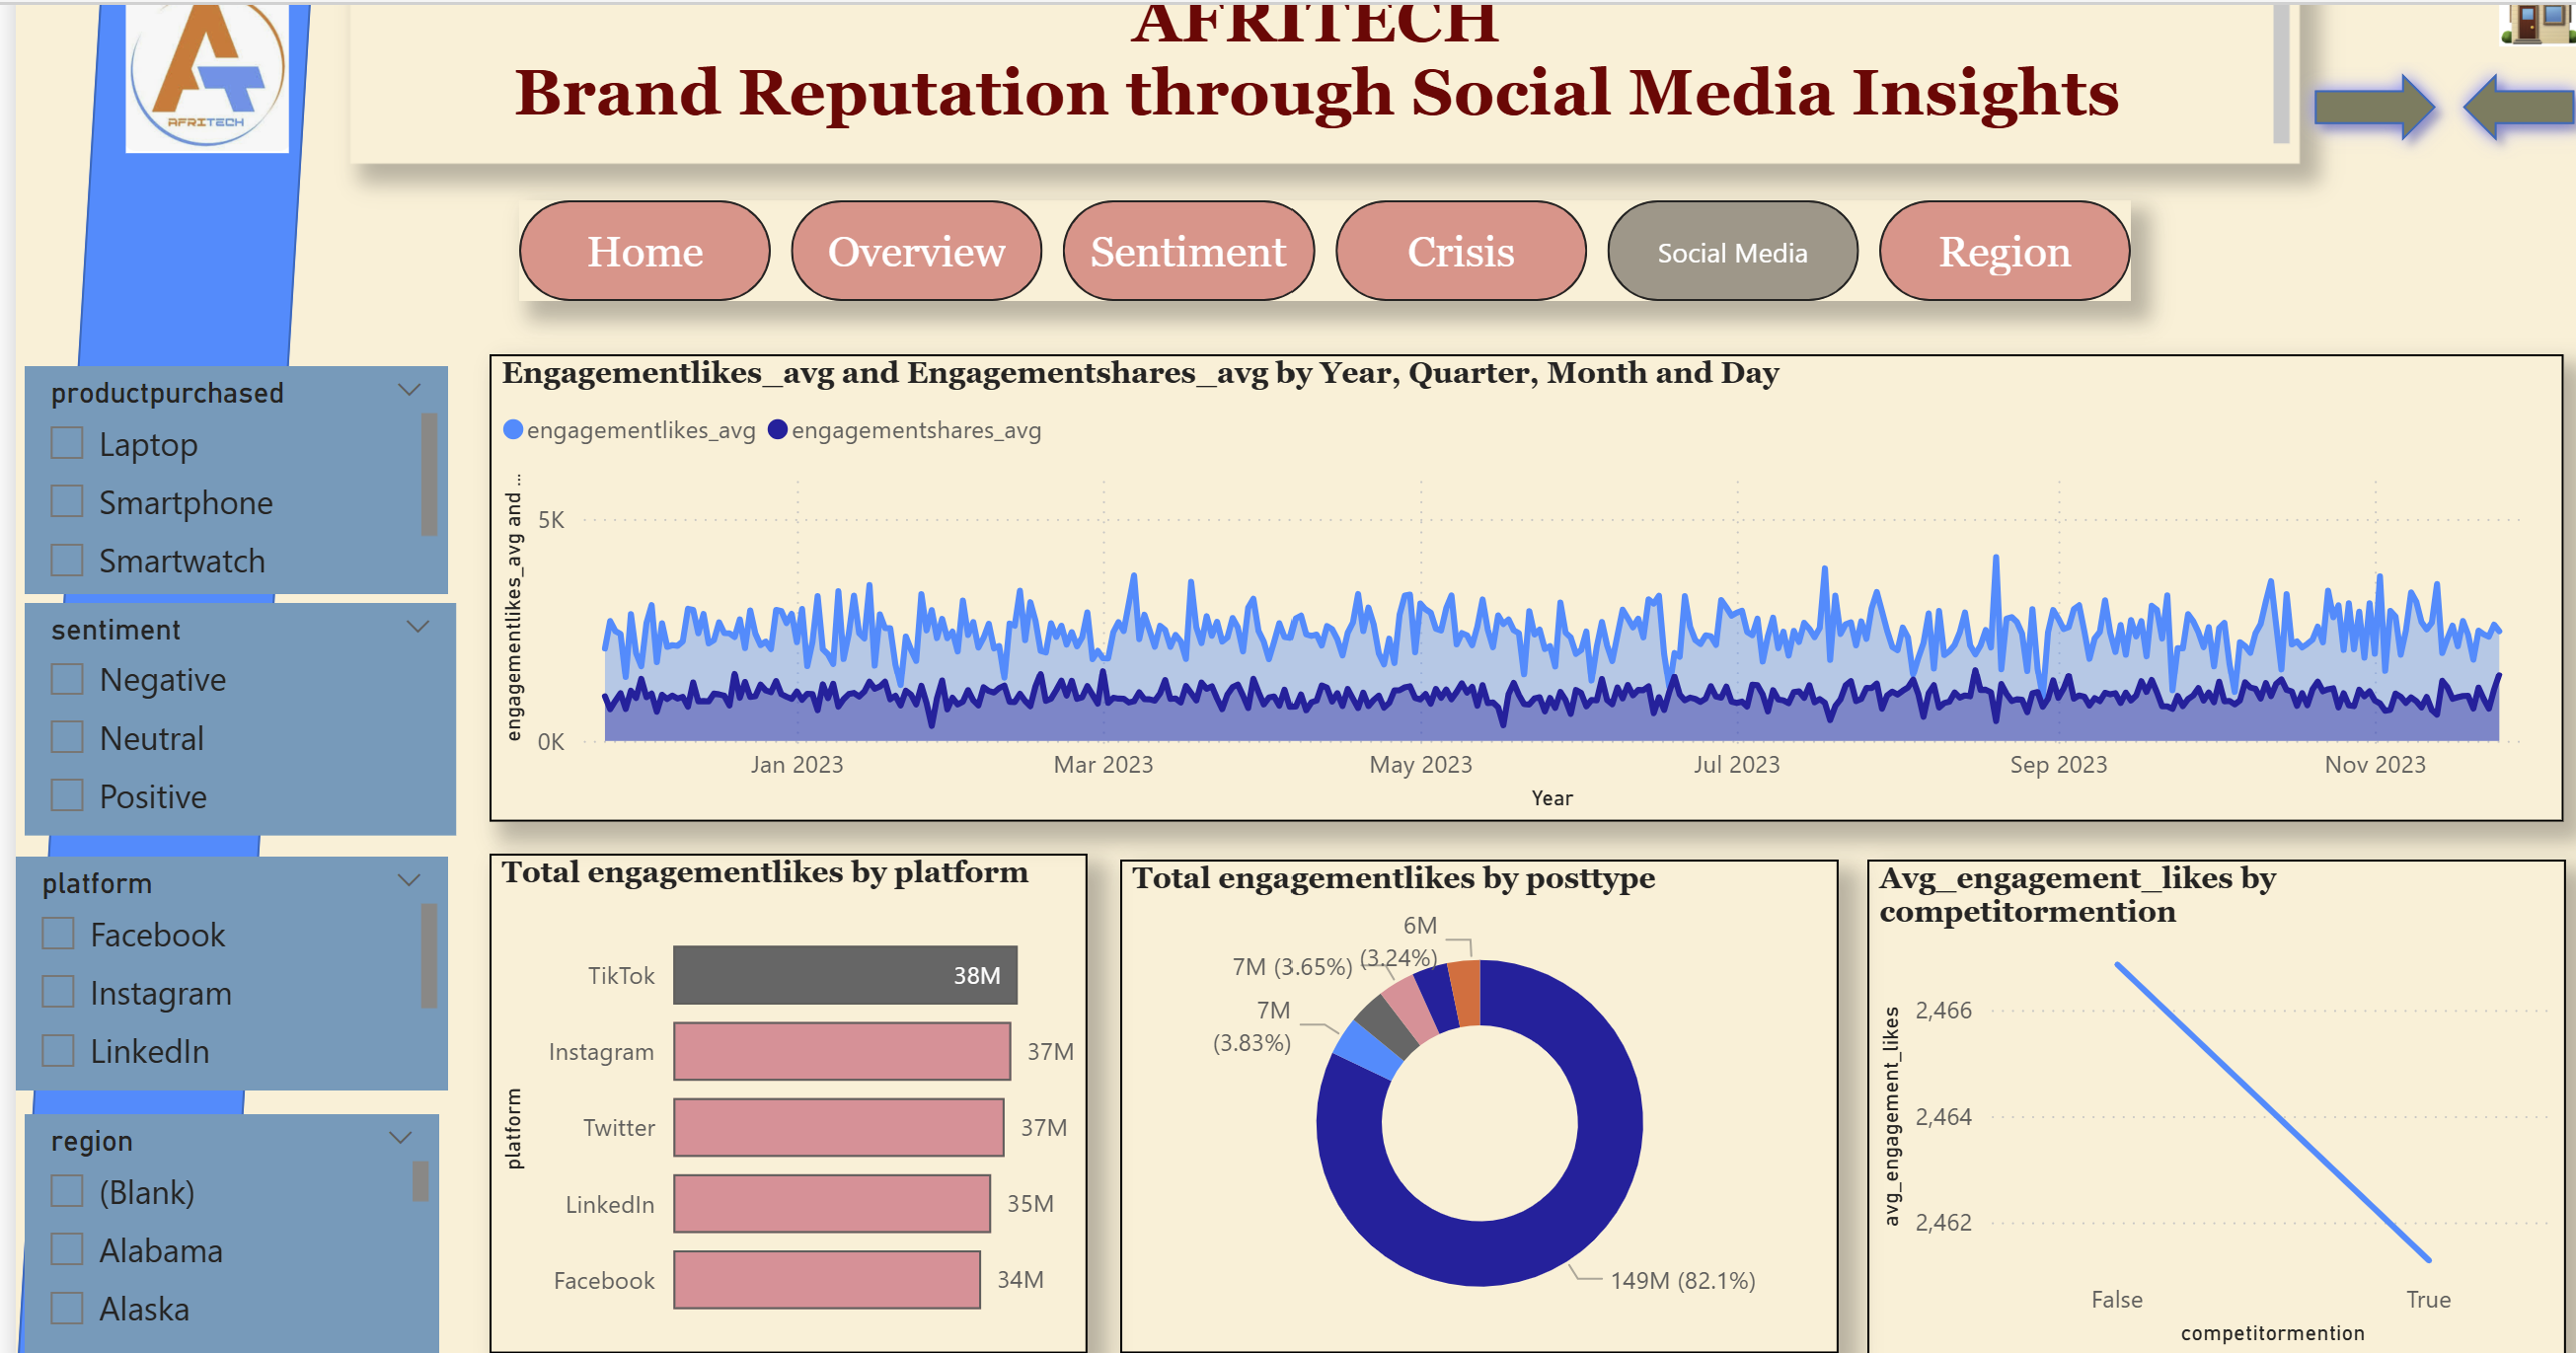 AFRITECH
Brand Reputation through Social Media Insights
AFRITECH
Home
Overview
Sentiment
Crisis
Social Media
Region
productpurchased
Laptop
Smartphone
Smartwatch
sentiment
Negative
Neutral
Positive
platform
Facebook
Instagram
LinkedIn
region
(Blank)
Alabama
Alaska
Engagementlikes_avg and Engagementshares_avg by Year, Quarter, Month and Day
engagementlikes_avg
engagementshares_avg
engagementlikes_avg and ...
5K
0K
Jan 2023
Mar 2023
May 2023
Jul 2023
Sep 2023
Nov 2023
Year
Total engagementlikes by platform
platform
TikTok
38M
Instagram
37M
Twitter
37M
LinkedIn
35M
Facebook
34M
Total engagementlikes by posttype
6M
(3.24%)
7M (3.65%)
7M
(3.83%)
149M (82.1%)
Avg_engagement_likes by
competitormention
avg_engagement_likes
2,466
2,464
2,462
False
True
competitormention